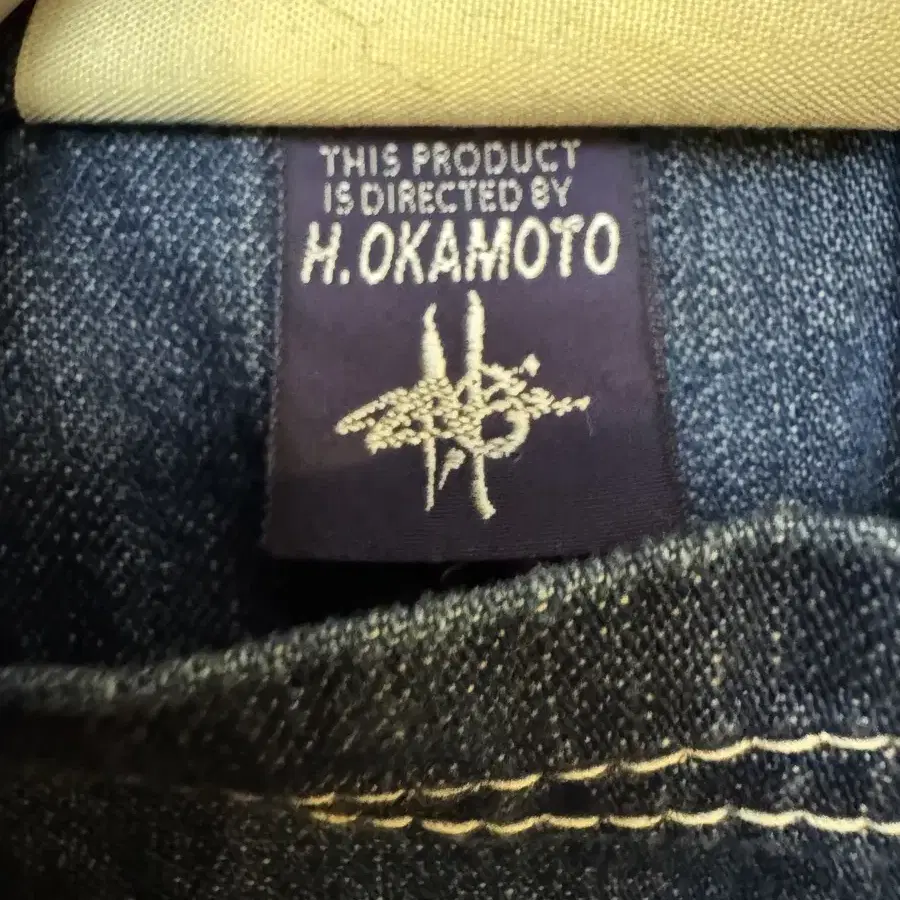 THIS PRODUCT
IS DIRECTED BY
H.OKAMOTO